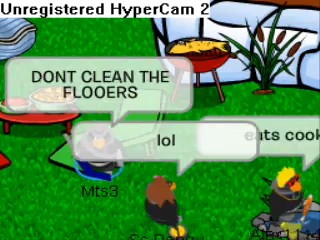 Unregistered HyperCam 2
DONT CLEAN THE
FLOOERS
lol
eats cook
Mts3